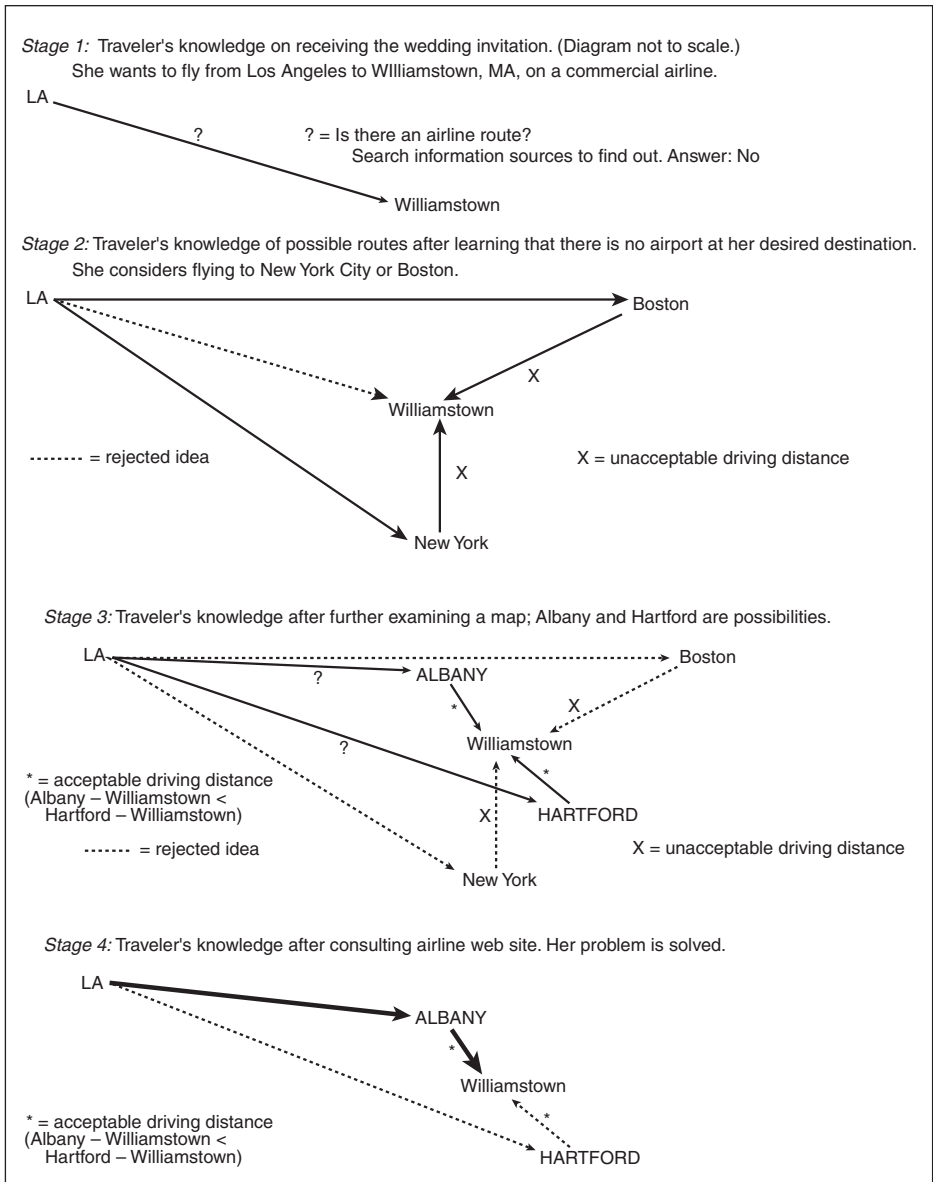 Stage 1: Traveler's knowledge on receiving the wedding invitation. (Diagram not to scale.)
She wants to fly from Los Angeles to WIlliamstown, MA, on a commercial airline.
LA
?
? = Is there an airline route?
Search information sources to find out. Answer: No
Williamstown
Stage 2: Traveler's knowledge of possible routes after learning that there is no airport at her desired destination.
She considers flying to New York City or Boston.
LA
Boston
X
Williamstown
= rejected idea
X
X = unacceptable driving distance
New York
Stage 3: Traveler's knowledge after further examining a map; Albany and Hartford are possibilities.
LA
Boston
?
ALBANY
*
X
Williamstown
?
*
* = acceptable driving distance
(Albany – Williamstown <
Hartford – Williamstown)
X
HARTFORD
= rejected idea
X = unacceptable driving distance
New York
Stage 4: Traveler's knowledge after consulting airline web site. Her problem is solved.
LA
ALBANY
*
Williamstown
*
* = acceptable driving distance
(Albany – Williamstown <
Hartford – Williamstown)
HARTFORD